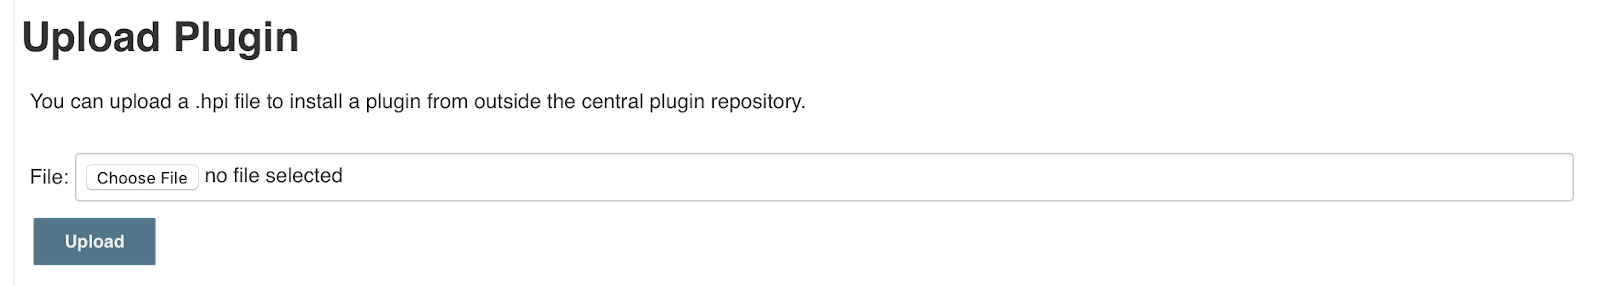 Upload Plugin
You can upload a .hpi file to install a plugin from outside the central plugin repository.
File: Choose File no file selected
Upload